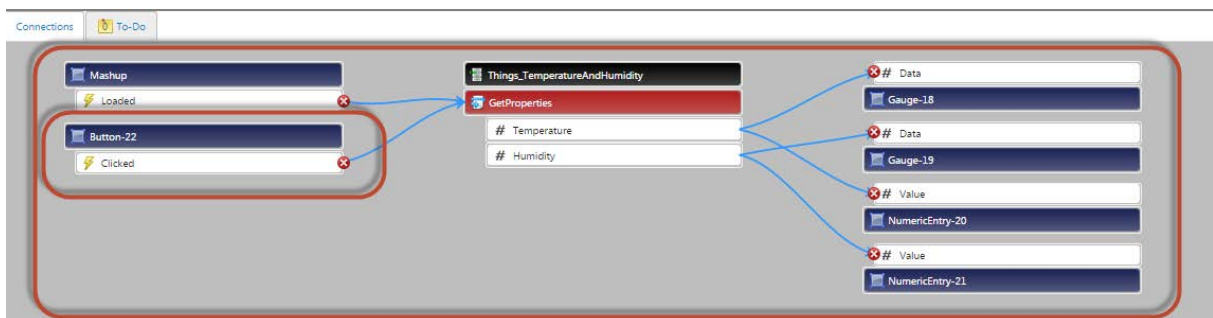 Connections
To-Do
Mashup
Loaded
Button-22
Clicked
Things_TemperatureAndHumidity
GetProperties
# Temperature
# Humidity
# Data
Gauge-18
# Data
Gauge-19
# Value
NumericEntry-20
# Value
NumericEntry-21